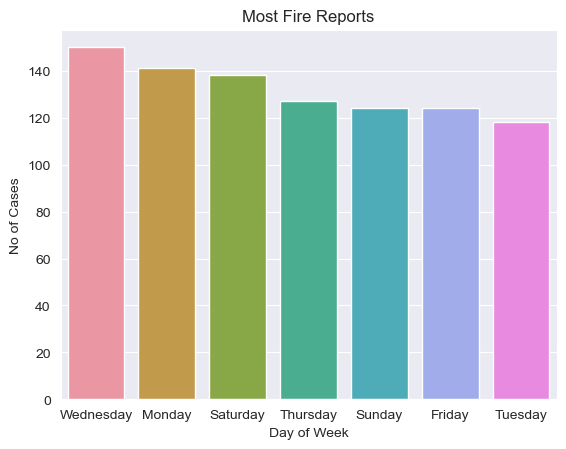 Most Fire Reports
No of Cases
140
120
100
80
60
40
20
0
Wednesday Monday Saturday Thursday Sunday Friday Tuesday
Day of Week